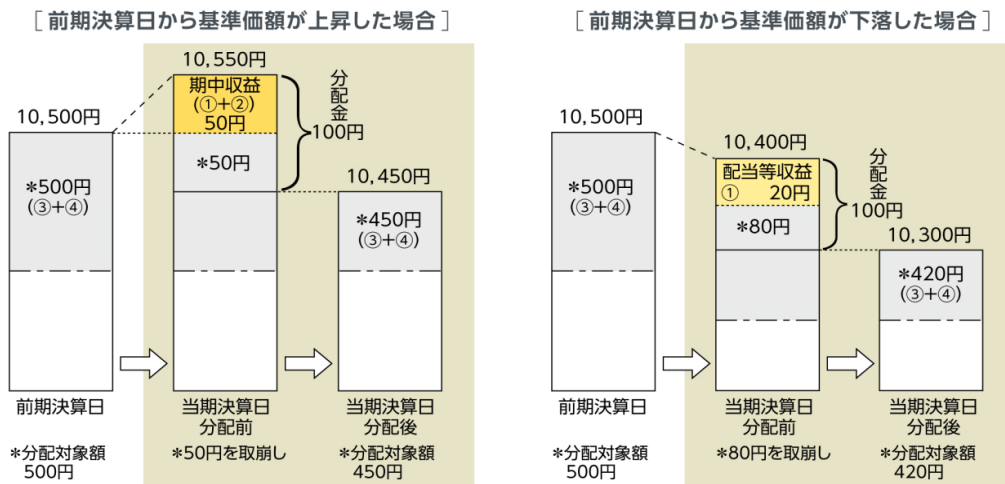 ［前期決算日から基準価額が上昇した場合］
10,550円
期中収益
(①+②)
50円
分配金
100円
10,500円
*500円
(③+④)
*50円
10,450円
*450円
(③+④)
前期決算日
当期決算日
分配前
当期決算日
分配後
*分配対象額
500円
*50円を取崩し
*分配対象額
450円
［前期決算日から基準価額が下落した場合］
10,500円
*500円
(③+④)
10,400円
配当等収益
① 20円
分配金
100円
*80円
10,300円
*420円
(③+④)
前期決算日
当期決算日
分配前
当期決算日
分配後
*分配対象額
500円
*80円を取崩し
*分配対象額
420円